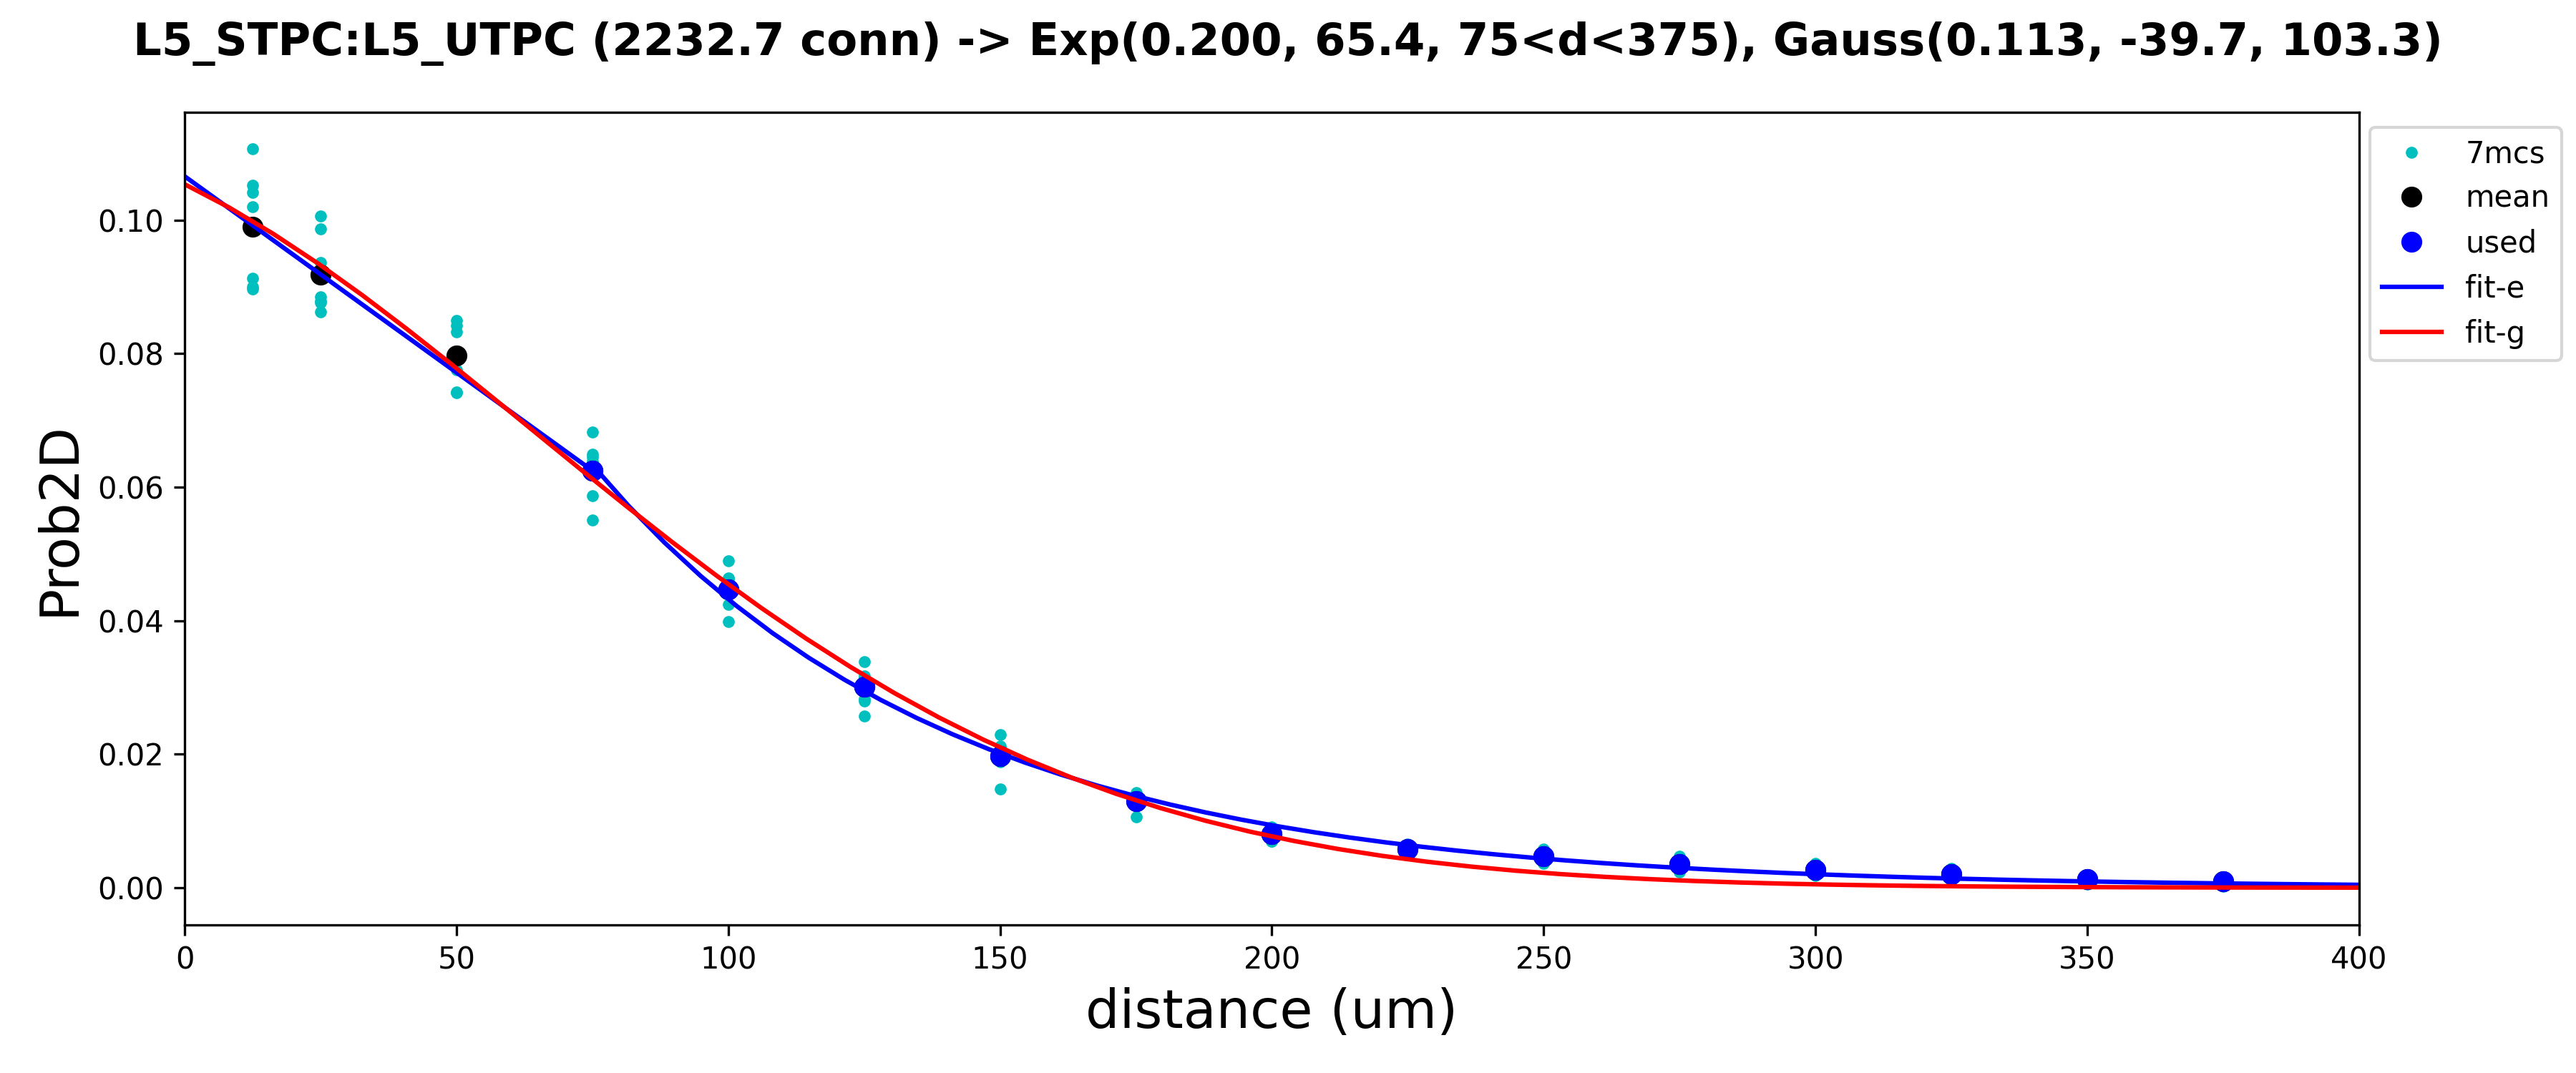 L5_STPC:L5_UTPC (2232.7 conn) -> Exp(0.200, 65.4, 75<d<375), Gauss(0.113, -39.7, 103.3)
7mcs
mean
used
fit-e
fit-g
Prob2D
0.10
0.08
0.06
0.04
0.02
0.00
0 50 100 150 200 250 300 350 400
distance (um)